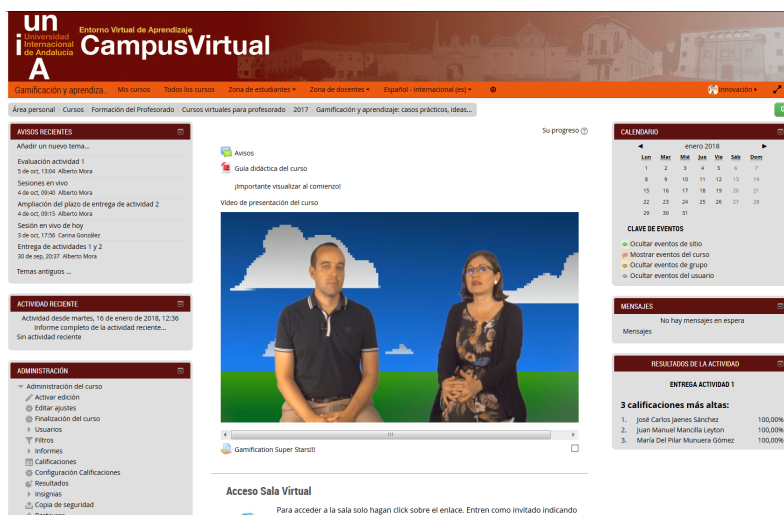 un
i Universidad
Internacional
de Andalucía
A
Entorno Virtual de Aprendizaje
CampusVirtual
Gamificación y aprendiza... Mis cursos Todos los cursos Zona de estudiantes Zona de docentes Español - Internacional (es)
Innovación
Área personal Cursos Formación del Profesorado Cursos virtuales para profesorado 2017 Gamificación y aprendizaje: casos prácticos, ideas...
AVISOS RECIENTES
Añadir un nuevo tema...
Evaluación actividad 1
5 de oct, 13:04 Alberto Mora
Sesiones en vivo
4 de oct, 09:40 Alberto Mora
Ampliación del plazo de entrega de actividad 2
4 de oct, 09:15 Alberto Mora
Sesión en vivo de hoy
3 de oct, 17:56 Carina González
Entrega de actividades 1 y 2
30 de sep, 20:37 Alberto Mora
Temas antiguos ...
ACTIVIDAD RECIENTE
Actividad desde martes, 16 de enero de 2018, 12:36
Informe completo de la actividad reciente...
Sin actividad reciente
ADMINISTRACIÓN
Administración del curso
Activar edición
Editar ajustes
Finalización del curso
Usuarios
Filtros
Informes
Calificaciones
Configuración Calificaciones
Resultados
Insignias
Copia de seguridad
Su progreso
Avisos
Guía didáctica del curso
¡Importante visualizar al comienzo!
Vídeo de presentación del curso
Gamification Super Stars!!!
Acceso Sala Virtual
Para acceder a la sala solo hagan click sobre el enlace. Entren como invitado indicando
CALENDARIO
enero 2018
Lun Mar Mié Jue Vie Sáb Dom
1 2 3 4 5 6 7
8 9 10 11 12 13 14
15 16 17 18 19 20 21
22 23 24 25 26 27 28
29 30 31
CLAVE DE EVENTOS
Ocultar eventos de sitio
Mostrar eventos del curso
Ocultar eventos de grupo
Ocultar eventos del usuario
MENSAJES
No hay mensajes en espera
Mensajes
RESULTADOS DE LA ACTIVIDAD
ENTREGA ACTIVIDAD 1
3 calificaciones más altas:
1. José Carlos Jaenes Sánchez 100,00%
2. Juan Manuel Mancilla Leyton 100,00%
3. María Del Pilar Munuera Gómez 100,00%